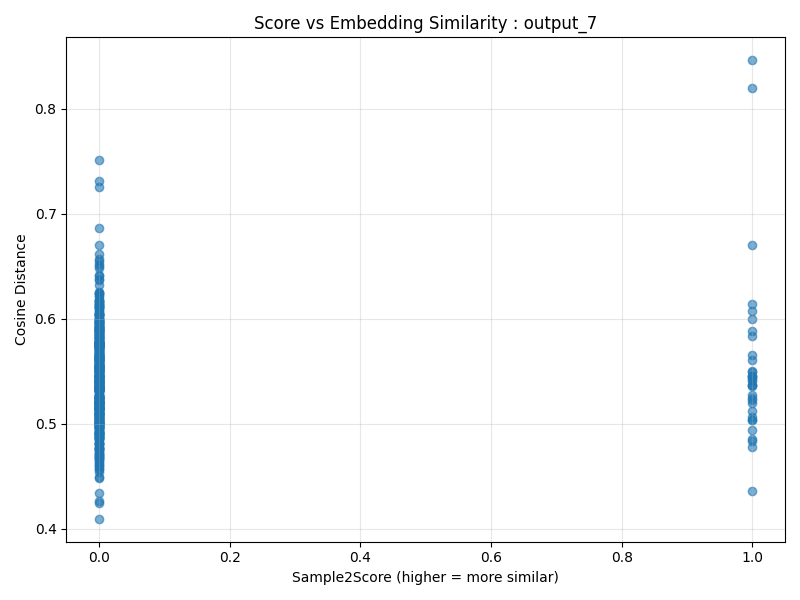 Score vs Embedding Similarity : output_7
0.8
0.7
0.6
0.5
0.4
Cosine Distance
0.0 0.2 0.4 0.6 0.8 1.0
Sample2Score (higher = more similar)